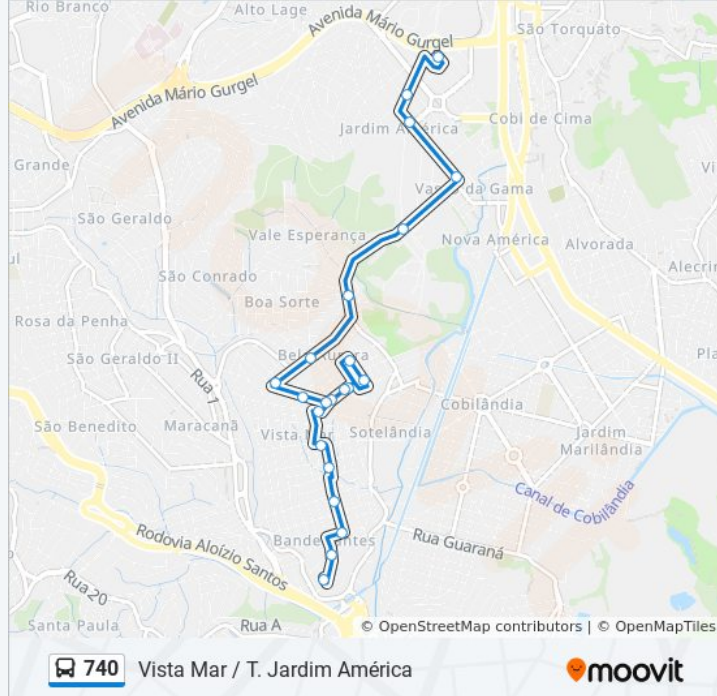 Rio Branco
Alto Lage
Avenida Mário Gurgel
São Torquato
Avenida Mário Gurgel
Cobi de Cima
Jardim América
Grande
Vasco da Gama
São Geraldo
Vale Esperança
Nova América
Alvorada
São Conrado
Alecrin
Boa Sorte
Rosa da Penha
São Geraldo II
Bela Aurora
Rua 1
Cobilândia
São Benedito
Maracanã
Vista Mar
Sotelândia
Jardim
Marilândia
Canal de Cobilândia
Rodovia Aloízio Santos
Bandeirantes
Rua Guaraná
Rua 20
Santa Paula
Rua A
© OpenStreetMap contributors | © OpenMapTiles
740
Vista Mar / T. Jardim América
moovit